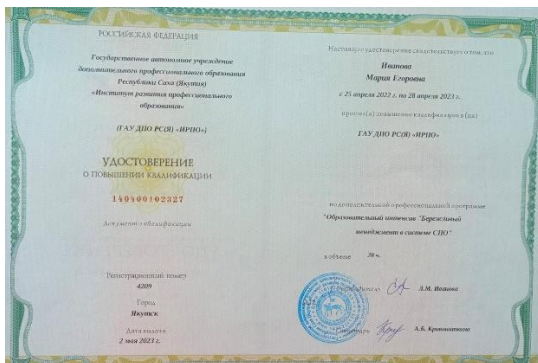 РОССИЙСКАЯ ФЕДЕРАЦИЯ
Государственное автономное учреждение
дополнительного профессионального образования
Республики Саха (Якутия)
«Институт развития профессионального
образования»
(ГАУ ДПО РС(Я) «ИРПО»)
УДОСТОВЕРЕНИЕ
О ПОВЫШЕНИИ КВАЛИФИКАЦИИ
140400102327
Документ о квалификации
Регистрационный номер
4209
Город
Якутск
Дата выдачи
2 мая 2023 г.
Настоящее удостоверение свидетельствует о том, что
Иванова
Мария Егоровна
с 25 апреля 2023 г. по 28 апреля 2023 г.
прошел(а) повышение квалификации в (на)
ГАУ ДПО РС(Я) «ИРПО»
по дополнительной профессиональной программе
"Образовательный интенсив "Бережливый
менеджмент в системе СПО"
в объеме 36 ч.
Руководитель
Секретарь